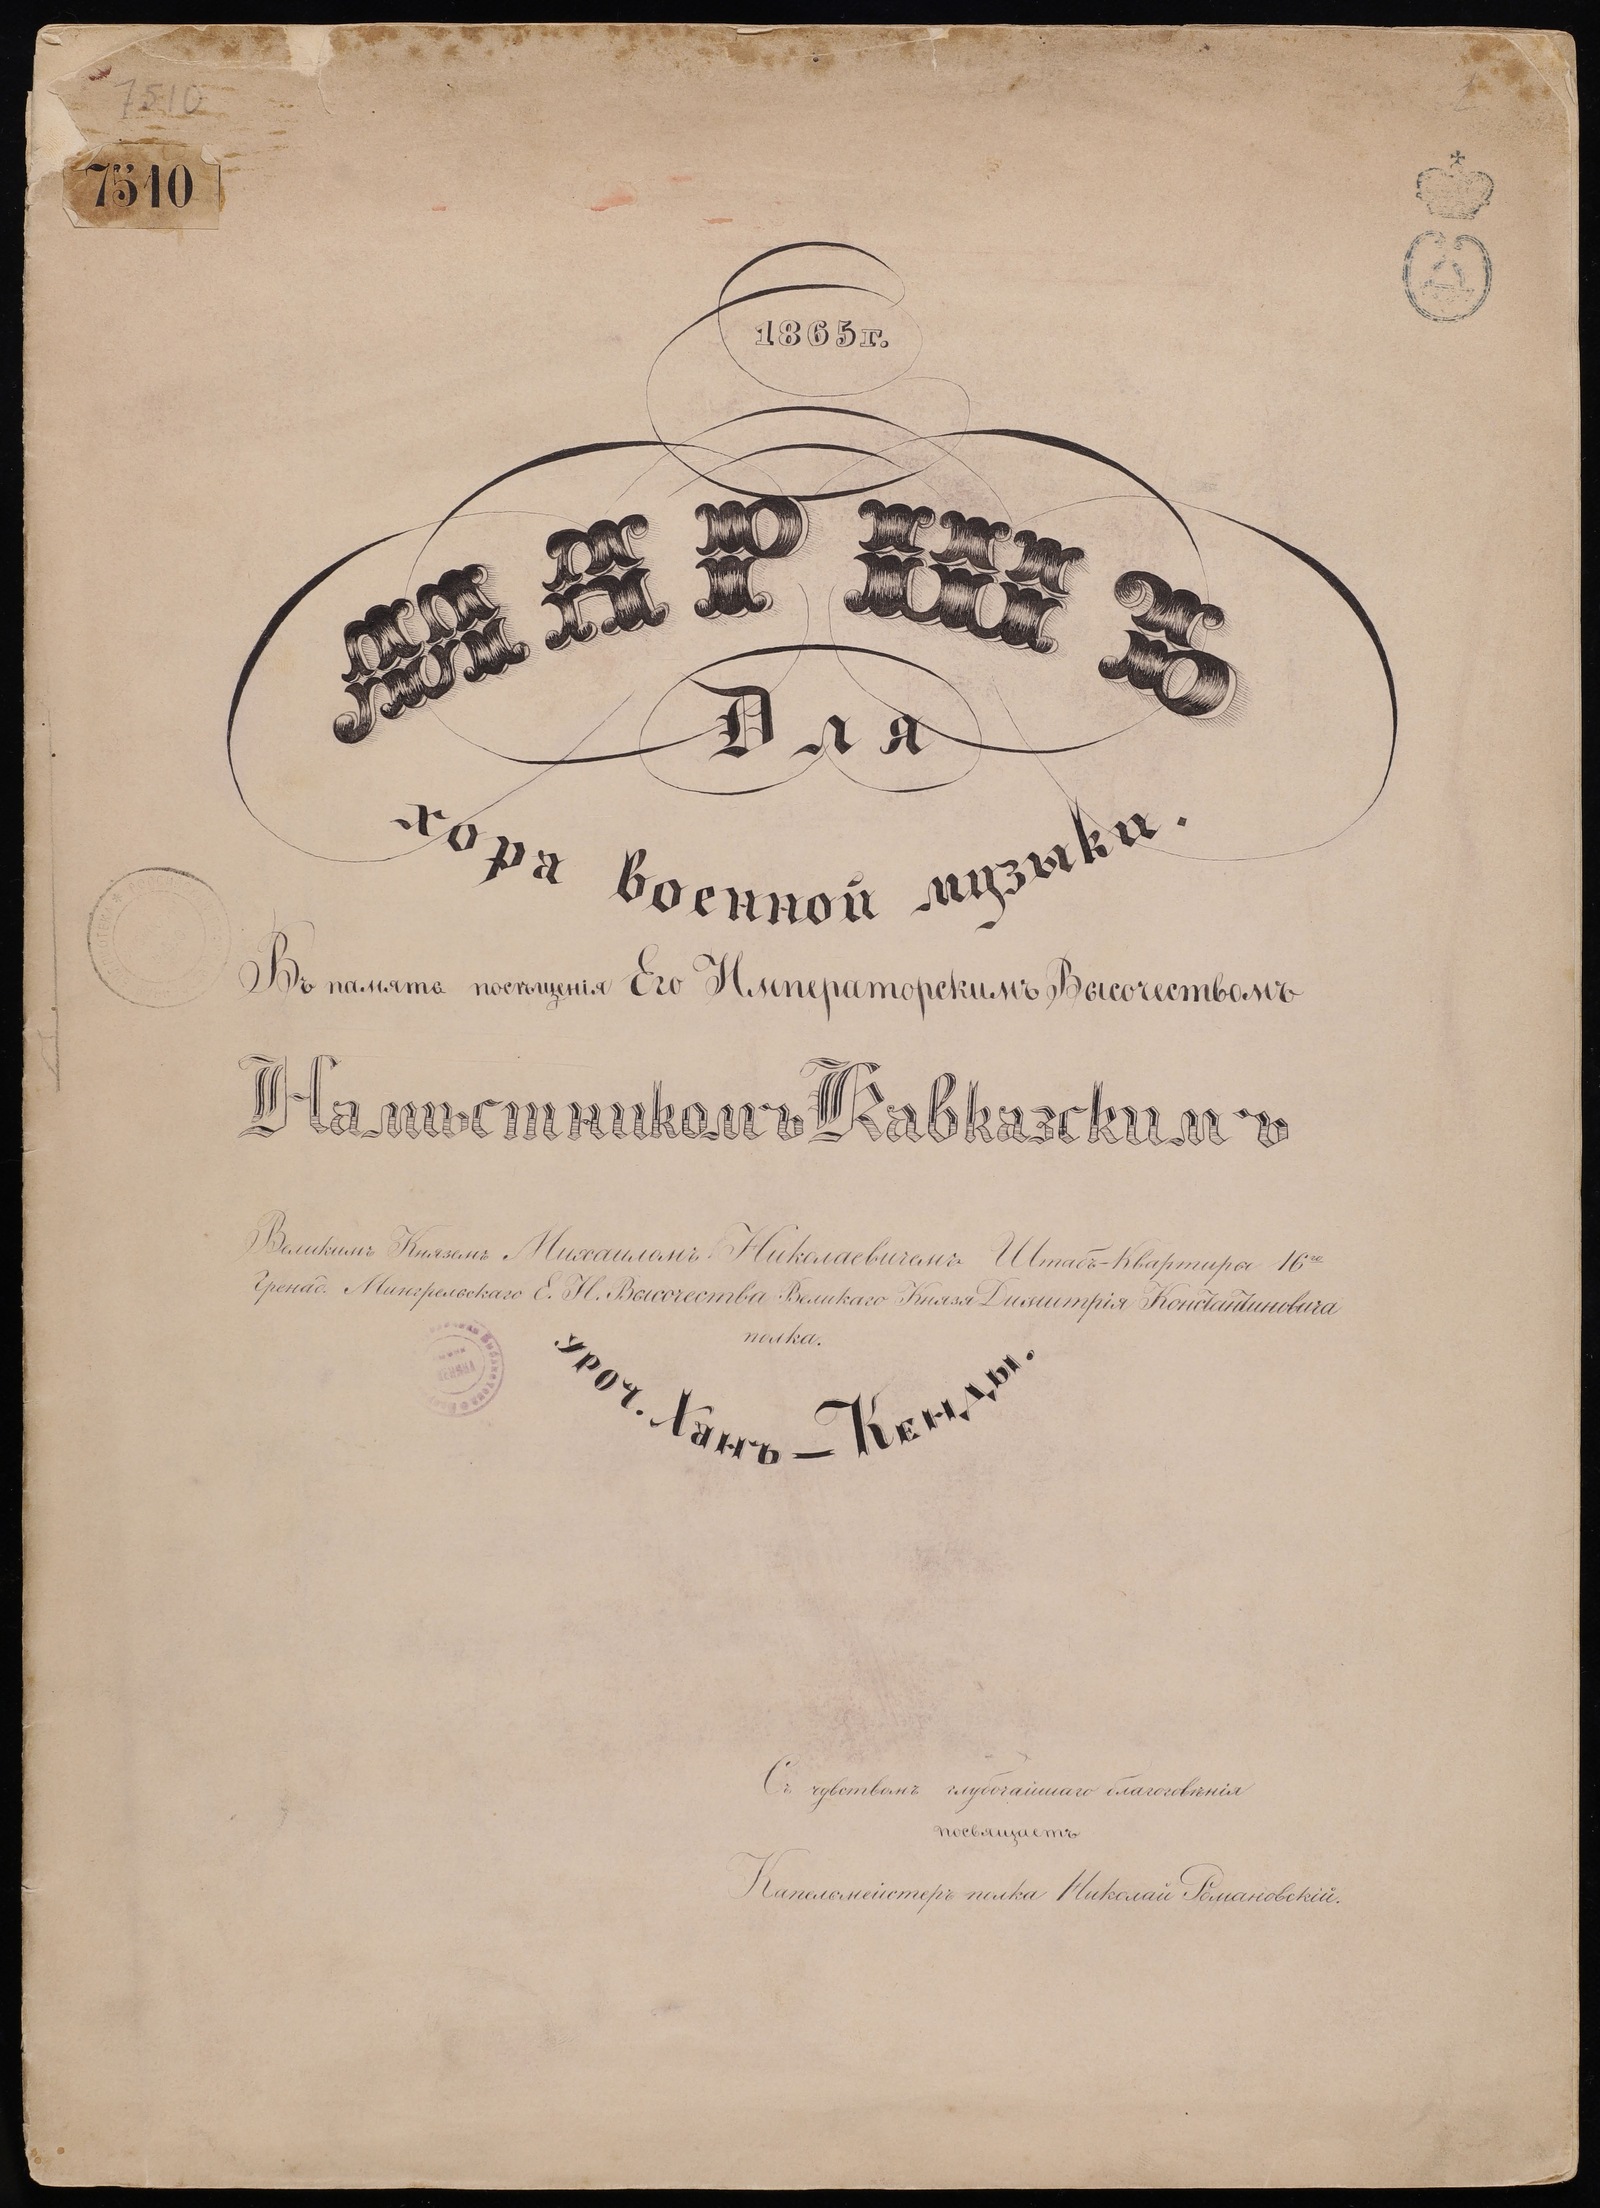 7510
7510
1865г.
МАРШЪ
Для
хора военной музыки.
Въ память посѣщенія Его Императорскимъ Высочествомъ
Намѣстникомъ Кавказскимъ
Великимъ Княземъ Михаиломъ Николаевичемъ Штабъ-Квартиры 16го
Гренад. Мингрельскаго Е. И. Высочества Великаго Князя Димитрія Константиновича
полка.
уроч. Ханъ-Кенды.
Съ чувствомъ глубочайшаго благоговѣнія
посвящаетъ
Капельмейстеръ полка Николай Романовскій.